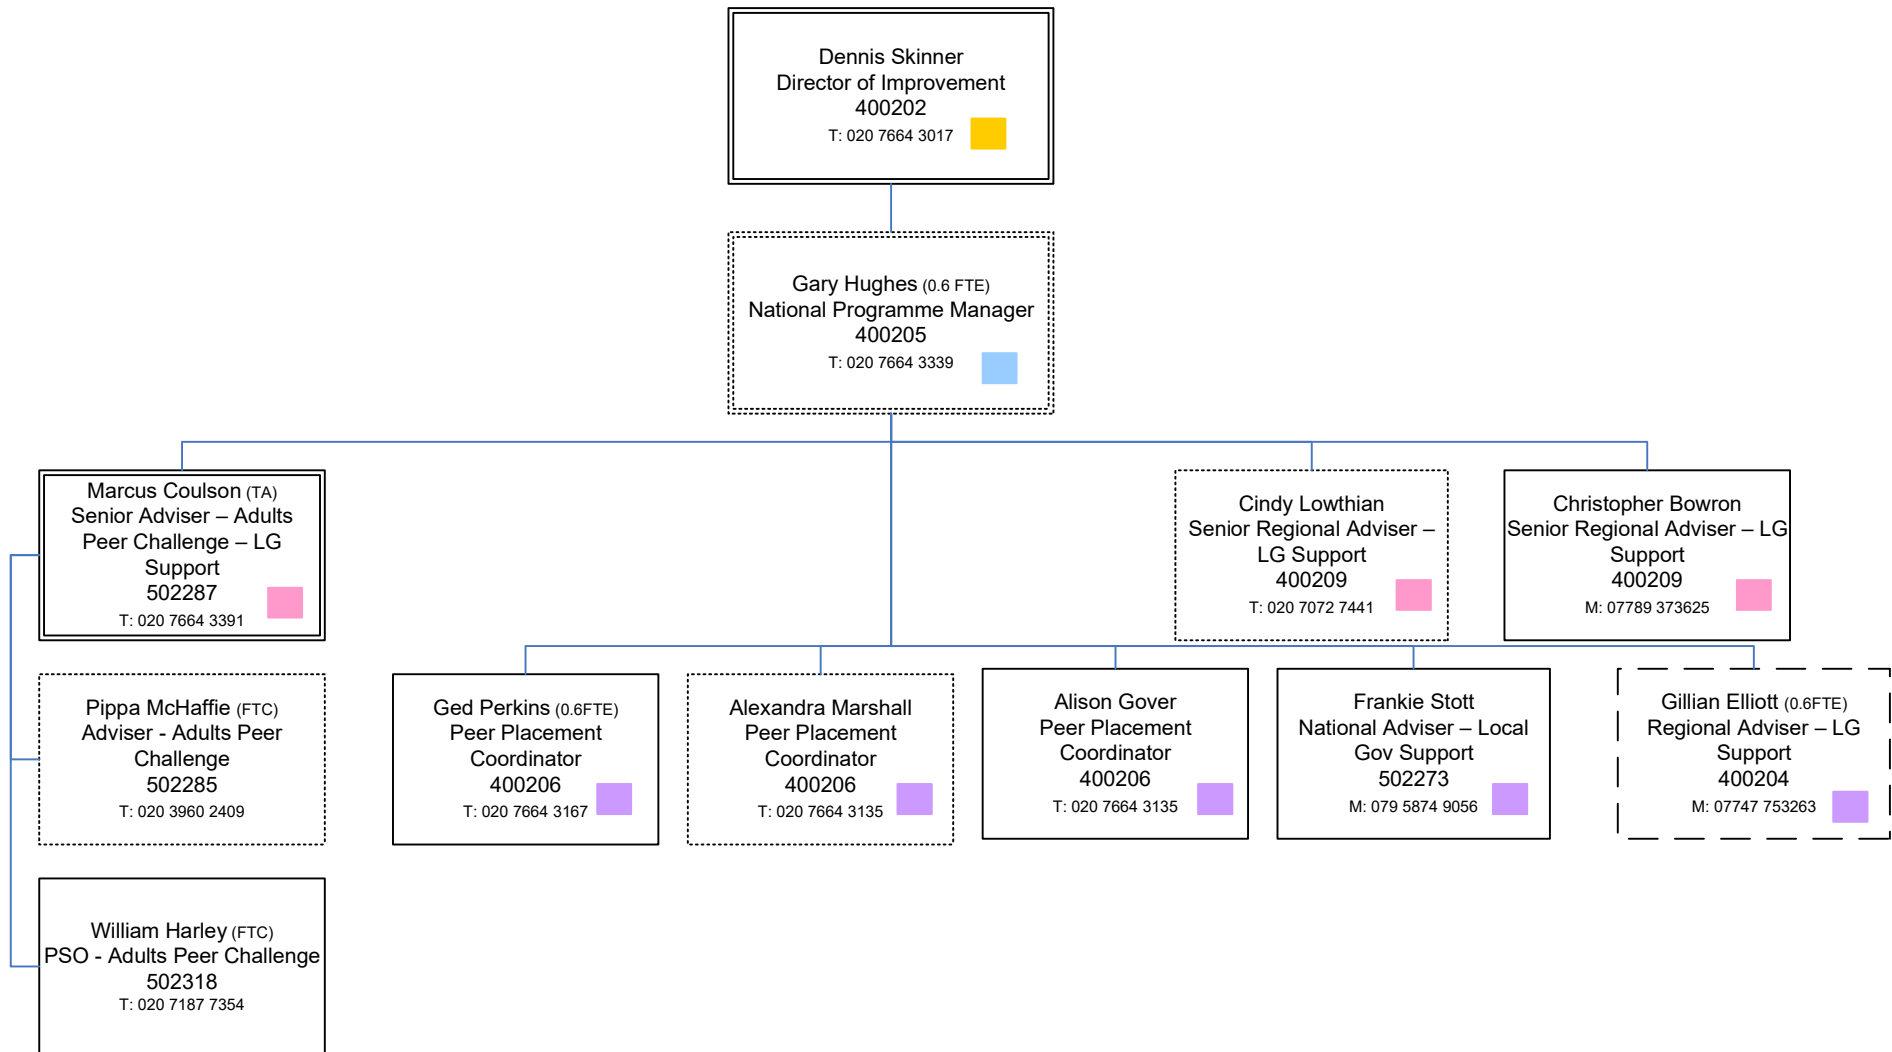 Dennis Skinner
Director of Improvement
400202
T: 020 7664 3017
Gary Hughes (0.6 FTE)
National Programme Manager
400205
T: 020 7664 3339
Marcus Coulson (TA)
Senior Adviser – Adults
Peer Challenge – LG
Support
502287
T: 020 7664 3391
Cindy Lowthian
Senior Regional Adviser –
LG Support
400209
T: 020 7072 7441
Christopher Bowron
Senior Regional Adviser – LG
Support
400209
M: 07789 373625
Pippa McHaffie (FTC)
Adviser - Adults Peer
Challenge
502285
T: 020 3960 2409
Ged Perkins (0.6FTE)
Peer Placement
Coordinator
400206
T: 020 7664 3167
Alexandra Marshall
Peer Placement
Coordinator
400206
T: 020 7664 3135
Alison Gover
Peer Placement
Coordinator
400206
T: 020 7664 3135
Frankie Stott
National Adviser – Local
Gov Support
502273
M: 079 5874 9056
Gillian Elliott (0.6FTE)
Regional Adviser – LG
Support
400204
M: 07747 753263
William Harley (FTC)
PSO - Adults Peer Challenge
502318
T: 020 7187 7354